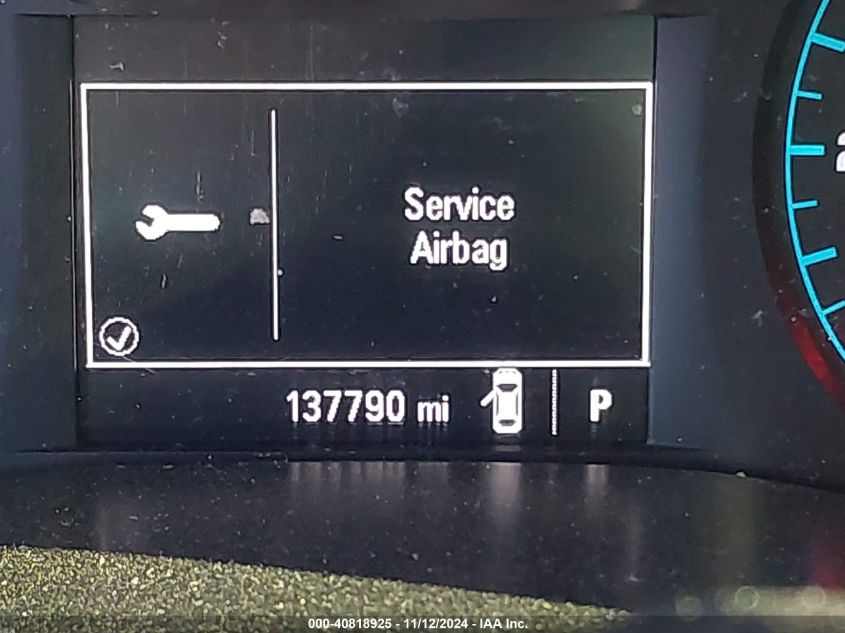 Service
Airbag
137790 mi P
000-40818925 - 11/12/2024 - IAA Inc.